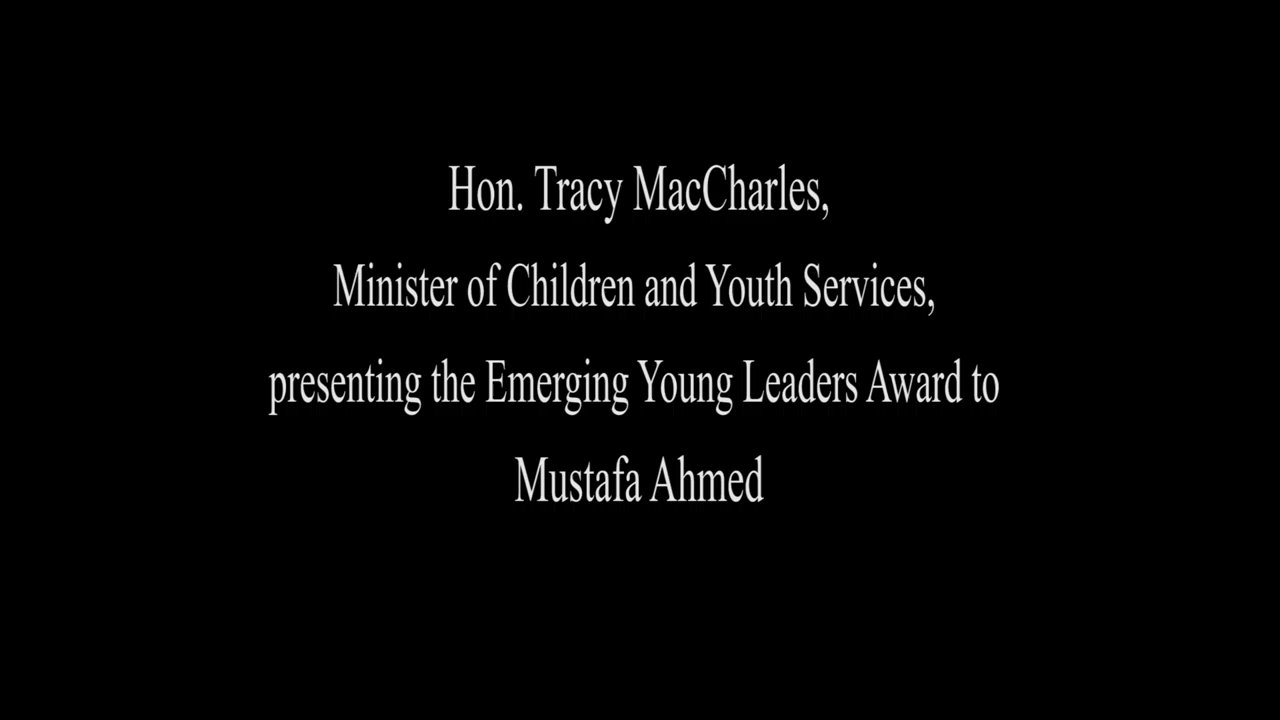 Hon. Tracy MacCharles,
Minister of Children and Youth Services,
presenting the Emerging Young Leaders Award to
Mustafa Ahmed